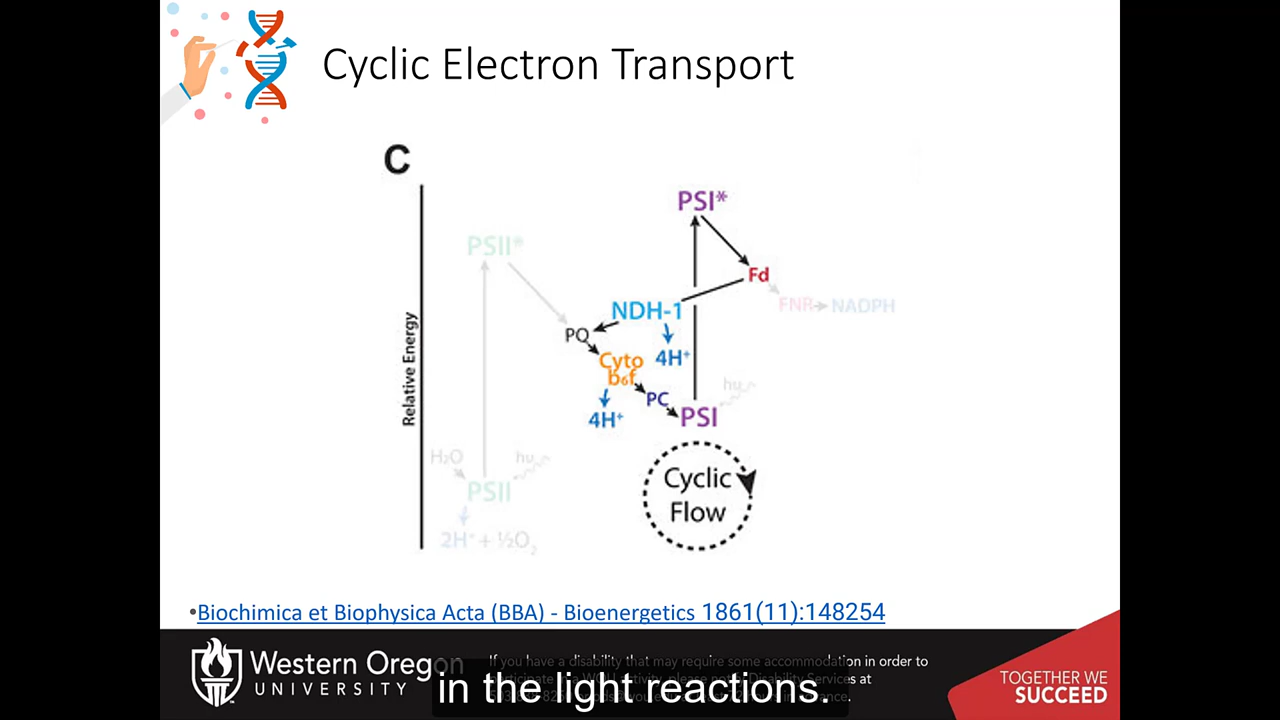 Cyclic Electron Transport
C
PSI*
PSII*
Fd
FNR
NADPH
NDH-1
PQ
4H⁺
Cyto
b₆f
hυ
PC
PSI
4H⁺
Relative Energy
H₂O
hυ
PSII
2H⁺ + ½O₂
Cyclic
Flow
•Biochimica et Biophysica Acta (BBA) - Bioenergetics 1861(11):148254
Western Oregon
UNIVERSITY
If you have a disability that may require some accommodation in order to
TOGETHER WE
SUCCEED
in the light reactions.